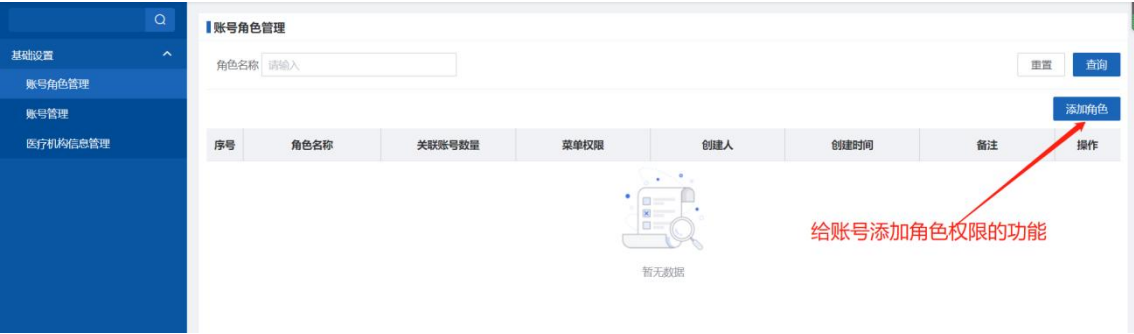 账号角色管理
基础设置
角色名称 请输入 重置 查询
账号角色管理
添加角色
账号管理
医疗机构信息管理
序号 角色名称 关联账号数量 菜单权限 创建人 创建时间 备注 操作
给账号添加角色权限的功能
暂无数据